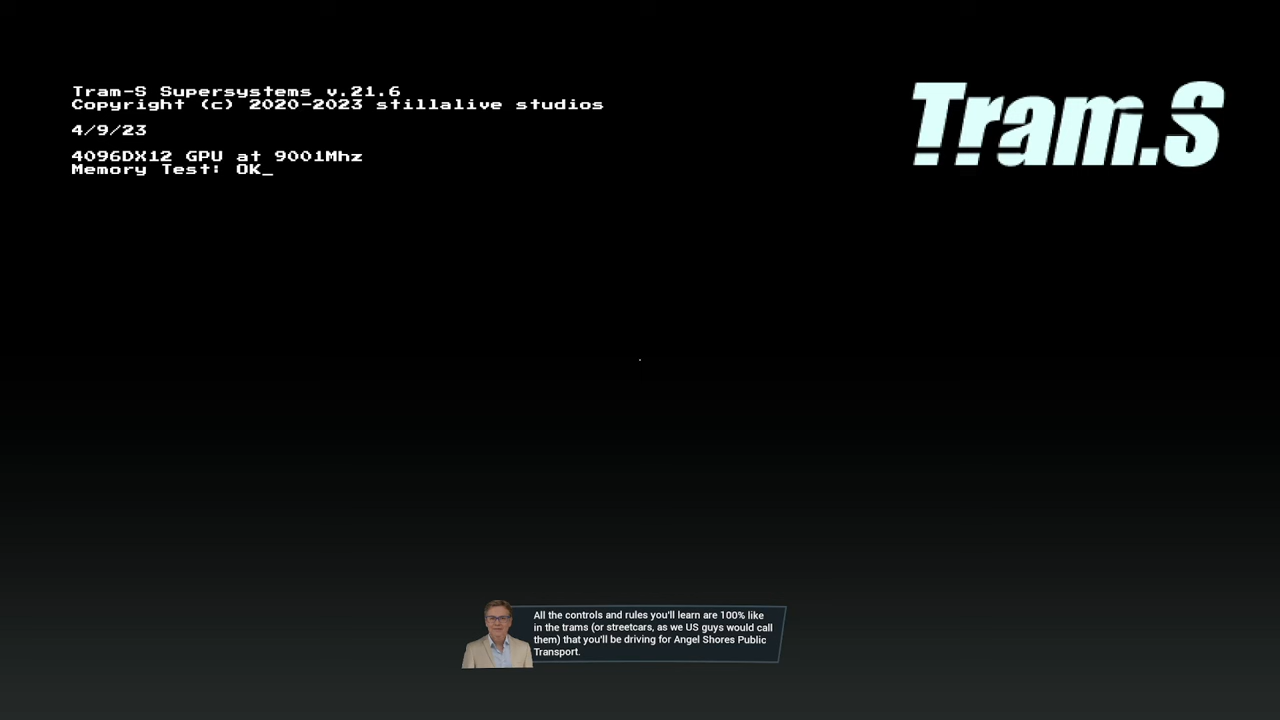 Tram-S Supersystems v.21.6
Copyright (c) 2020-2023 stillalive studios
4/9/23
4096DX12 GPU at 9001Mhz
Memory Test: OK_
Tram.S
All the controls and rules you'll learn are 100% like
in the trams (or streetcars, as we US guys would call
them) that you'll be driving for Angel Shores Public
Transport.